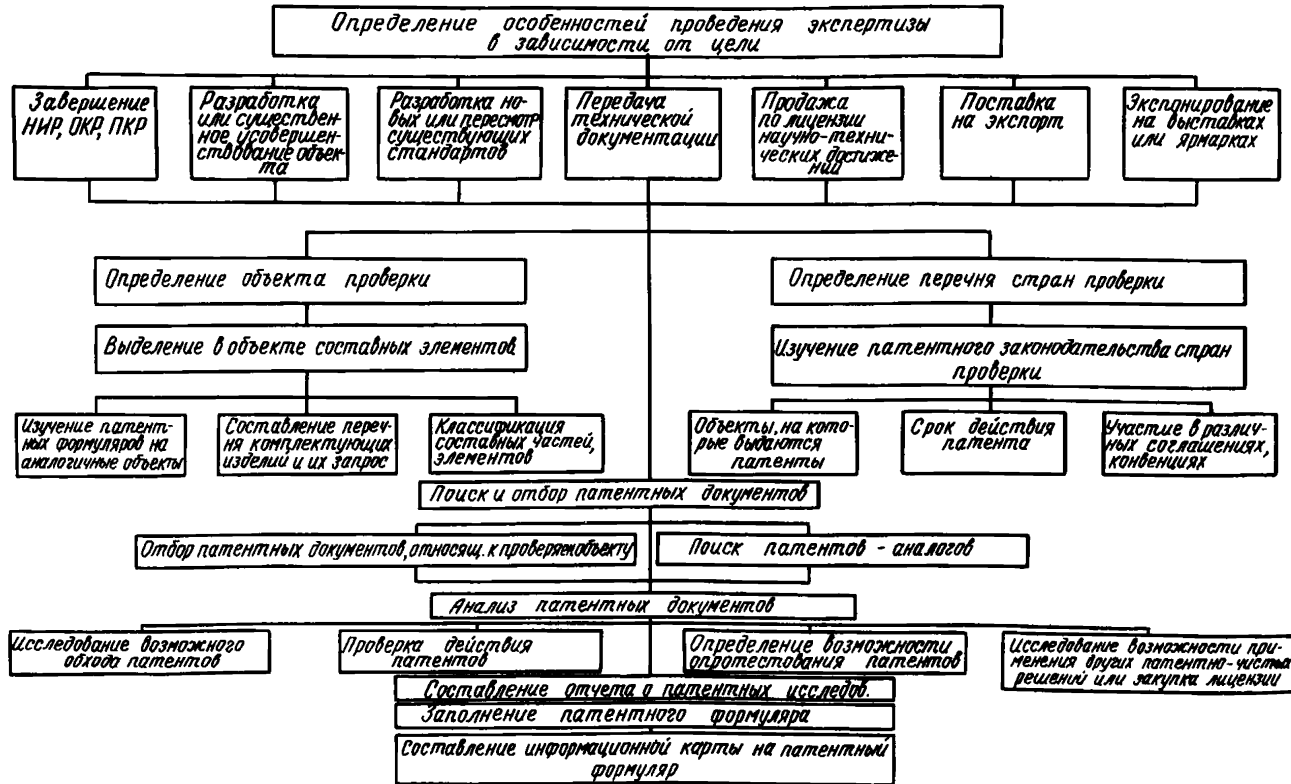 Определение особенностей проведения экспертизы
в зависимости от цели
Завершение
НИР, ОКР, ПКР
Разработка
или существен-
ное усовершен-
ствование объек-
та
Разработка но-
вых или пересмотр
существующих
стандартов
Передача
технической
документации
Продажа
по лицензии
научно-техни-
ческих достиже-
ний
Поставка
на экспорт
Экспонирование
на выставках
или ярмарках
Определение объекта проверки
Определение перечня стран проверки
Выделение в объекте составных элементов
Изучение патентного законодательства стран
проверки
Изучение патент-
ных формуляров на
аналогичные объекты
Составление переч-
ня комплектующих
изделий и их запрос
Классификация
составных частей,
элементов
Объекты, на кото-
рые выдаются
патенты
Срок действия
патента
Участие в различ-
ных соглашениях,
конвенциях
Поиск и отбор патентных документов
Отбор патентных документов, относящ. к проверяем. объекту
Поиск патентов - аналогов
Анализ патентных документов
Исследование возможного
обхода патентов
Проверка действия
патентов
Определение возможности
опротестования патентов
Исследование возможности при-
менения других патентно-чистых
решений или закупка лицензии
Составление отчета о патентных исследов.
Заполнение патентного формуляра
Составление информационной карты на патентный
формуляр